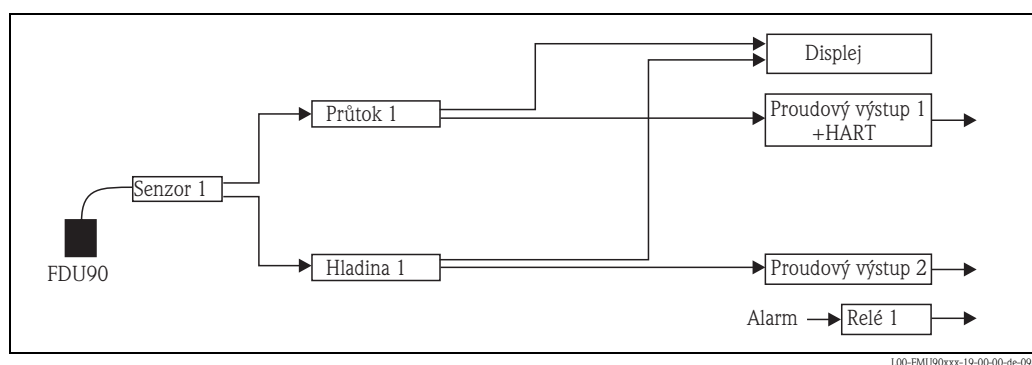 Displej
Průtok 1
Proudový výstup 1
+HART
Senzor 1
FDU90
Hladina 1
Proudový výstup 2
Alarm
Relé 1
L00-FMU90xxx-19-00-00-de-09